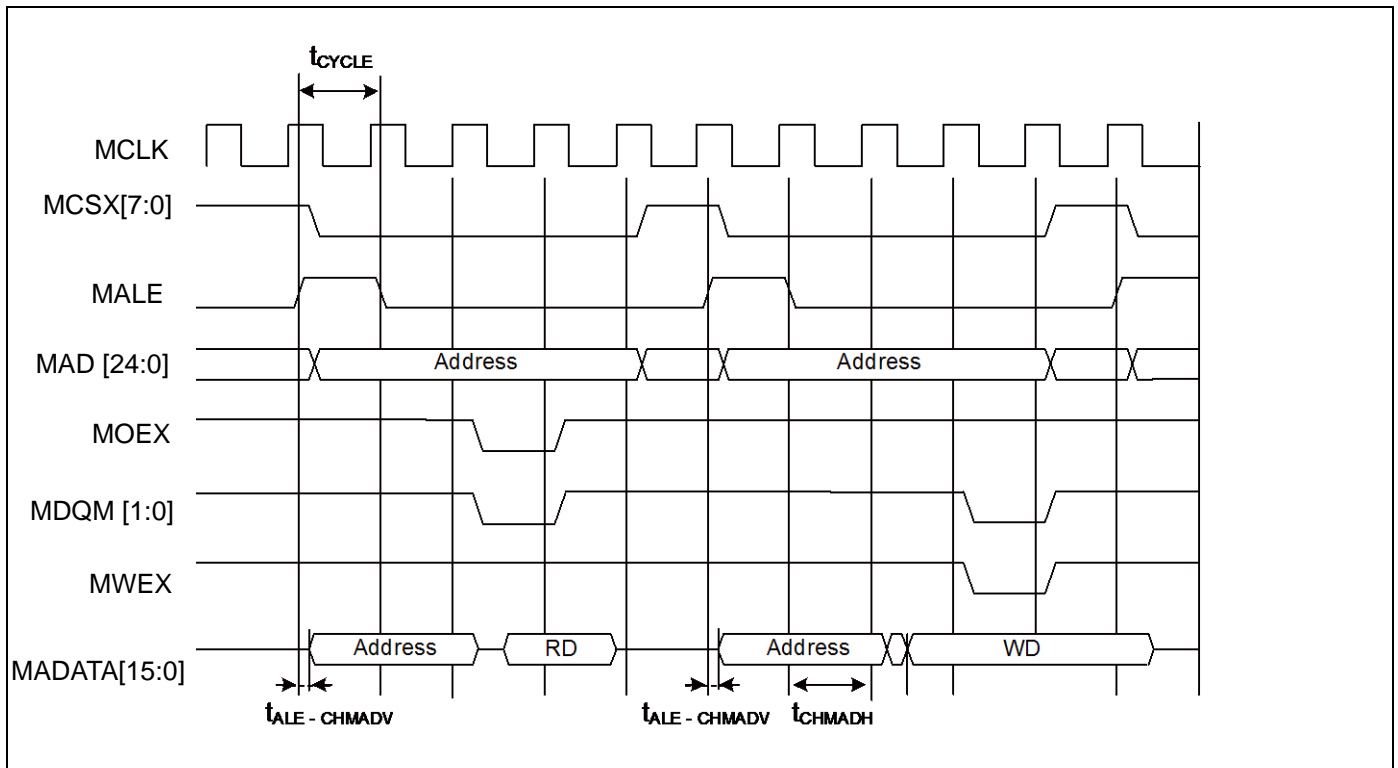 tCYCLE
MCLK
MCSX[7:0]
MALE
MAD [24:0] Address Address
MOEX
MDQM [1:0]
MWEX
MADATA[15:0] Address RD Address WD
tALE - CHMADV tALE - CHMADV tCHMADH